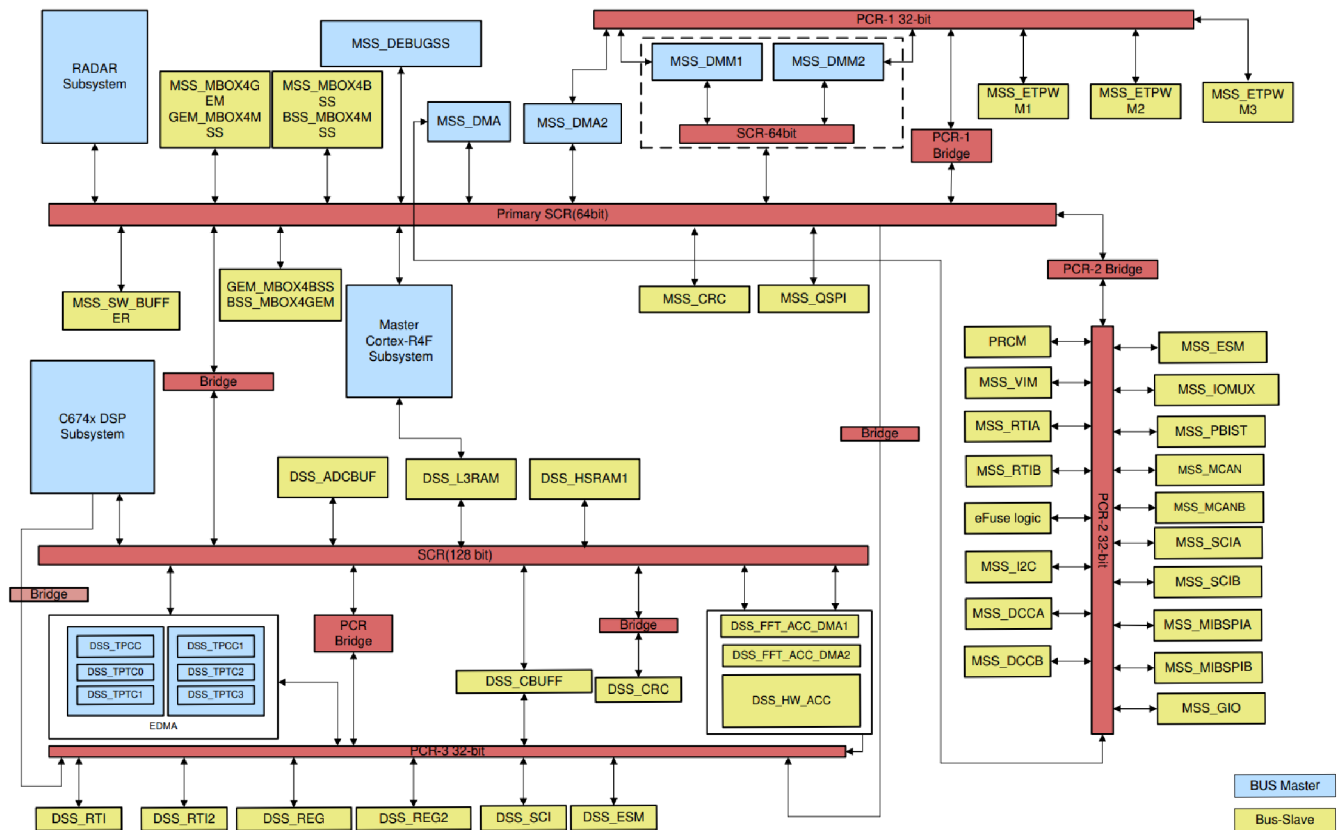 PCR-1 32-bit
RADAR
Subsystem
MSS_DEBUGSS
MSS_DMM1
MSS_DMM2
MSS_MBOX4G
EM
GEM_MBOX4M
SS
MSS_MBOX4B
SS
BSS_MBOX4M
SS
MSS_DMA
MSS_DMA2
SCR-64bit
MSS_ETPW
M1
MSS_ETPW
M2
MSS_ETPW
M3
PCR-1
Bridge
Primary SCR(64bit)
PCR-2 Bridge
MSS_SW_BUFF
ER
GEM_MBOX4BSS
BSS_MBOX4GEM
Master
Cortex-R4F
Subsystem
MSS_CRC
MSS_QSPI
Bridge
C674x DSP
Subsystem
Bridge
PRCM
MSS_VIM
MSS_RTIA
MSS_RTIB
eFuse logic
MSS_I2C
MSS_DCCA
MSS_DCCB
PCR-2 32-bit
MSS_ESM
MSS_IOMUX
MSS_PBIST
MSS_MCAN
MSS_MCANB
MSS_SCIA
MSS_SCIB
MSS_MIBSPIA
MSS_MIBSPIB
MSS_GIO
DSS_ADCBUF
DSS_L3RAM
DSS_HSRAM1
SCR(128 bit)
Bridge
DSS_TPCC
DSS_TPTC0
DSS_TPTC1
DSS_TPCC1
DSS_TPTC2
DSS_TPTC3
EDMA
PCR
Bridge
DSS_CBUFF
Bridge
DSS_CRC
DSS_FFT_ACC_DMA1
DSS_FFT_ACC_DMA2
DSS_HW_ACC
PCR-3 32-bit
DSS_RTI
DSS_RTI2
DSS_REG
DSS_REG2
DSS_SCI
DSS_ESM
BUS Master
Bus-Slave